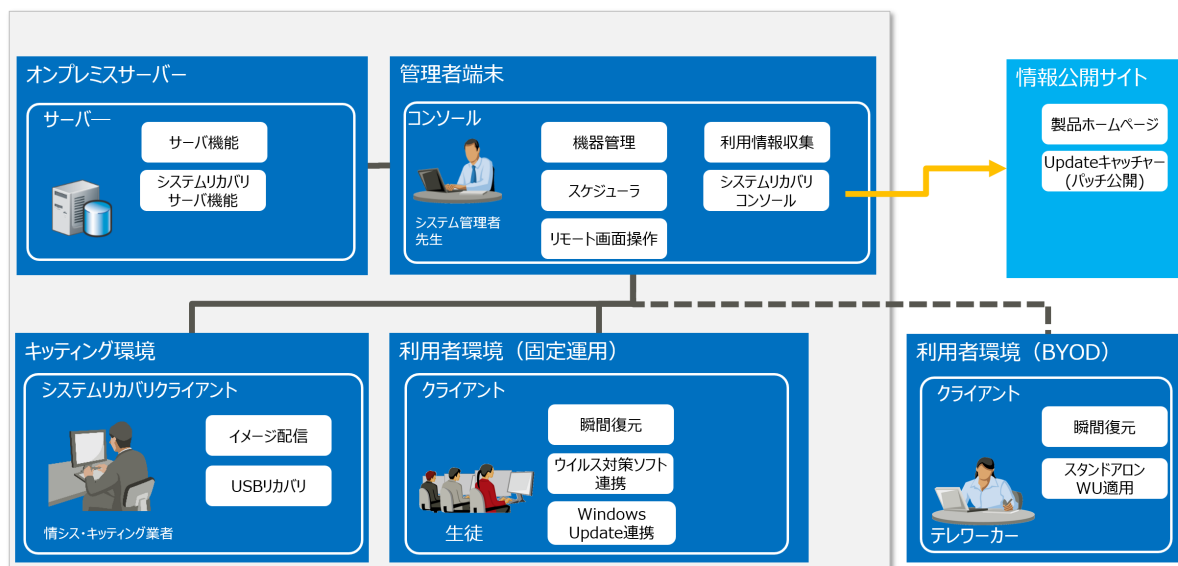 オンプレミスサーバー
サーバ―
サーバ機能
システムリカバリ
サーバ機能
管理者端末
コンソール
システム管理者
先生
機器管理
スケジューラ
リモート画面操作
利用情報収集
システムリカバリ
コンソール
情報公開サイト
製品ホームページ
Updateキャッチャー
(パッチ公開)
キッティング環境
システムリカバリクライアント
イメージ配信
USBリカバリ
情シス・キッティング業者
利用者環境（固定運用）
クライアント
瞬間復元
ウイルス対策ソフト
連携
Windows
Update連携
生徒
利用者環境（BYOD）
クライアント
瞬間復元
スタンドアロン
WU適用
テレワーカー